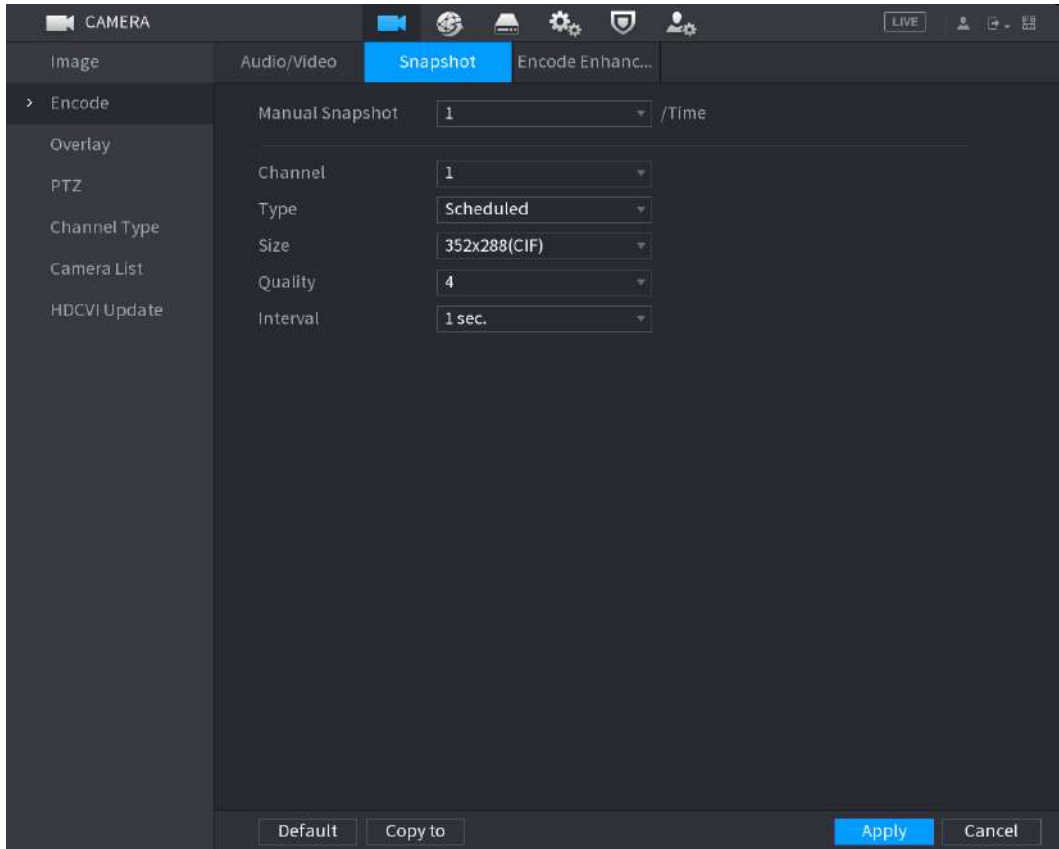 CAMERA
LIVE
Image
Encode
Overlay
PTZ
Channel Type
Camera List
HDCVI Update
Audio/Video
Snapshot
Encode Enhanc...
Manual Snapshot 1 /Time
Channel 1
Type Scheduled
Size 352x288(CIF)
Quality 4
Interval 1 sec.
Default Copy to Apply Cancel